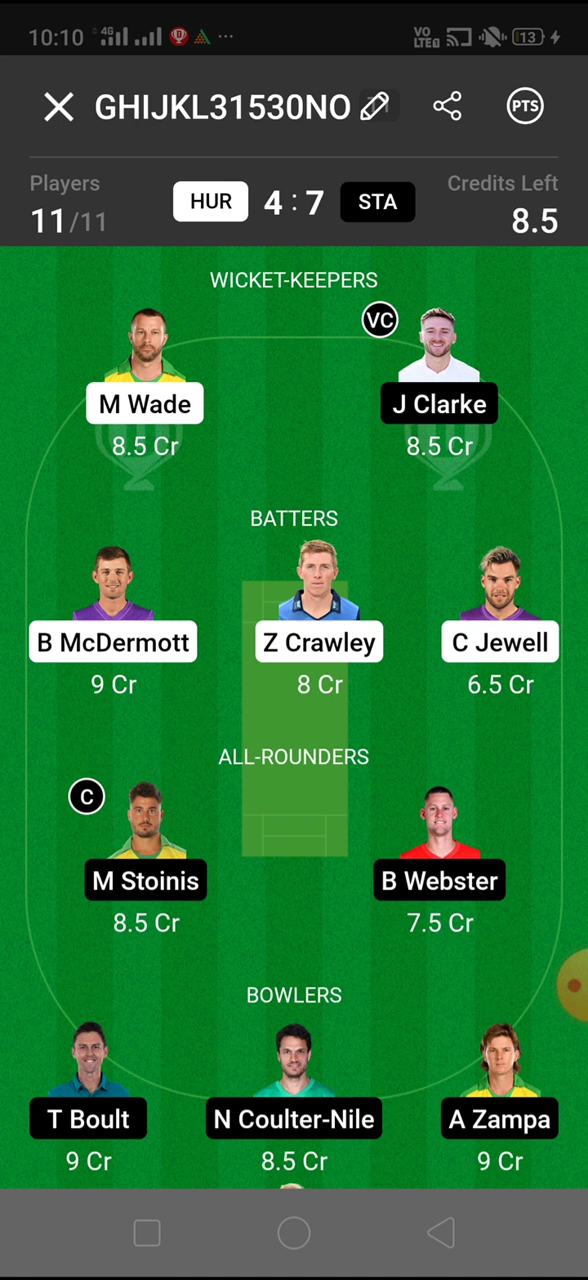 10:10 4G VO LTE 13
GHIJKL31530NO
PTS
Players Credits Left
11/11 HUR 4 : 7 STA 8.5
WICKET-KEEPERS
VC
M Wade J Clarke
8.5 Cr 8.5 Cr
BATTERS
B McDermott Z Crawley C Jewell
9 Cr 8 Cr 6.5 Cr
ALL-ROUNDERS
C
M Stoinis B Webster
8.5 Cr 7.5 Cr
BOWLERS
T Boult N Coulter-Nile A Zampa
9 Cr 8.5 Cr 9 Cr